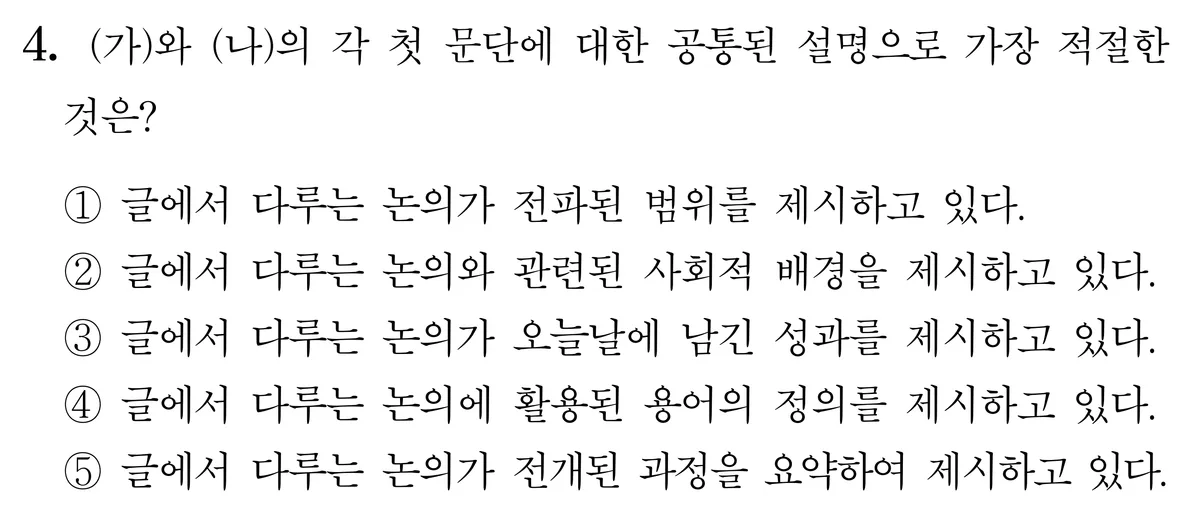 4. (가)와 (나)의 각 첫 문단에 대한 공통된 설명으로 가장 적절한
것은?
① 글에서 다루는 논의가 전파된 범위를 제시하고 있다.
② 글에서 다루는 논의와 관련된 사회적 배경을 제시하고 있다.
③ 글에서 다루는 논의가 오늘날에 남긴 성과를 제시하고 있다.
④ 글에서 다루는 논의에 활용된 용어의 정의를 제시하고 있다.
⑤ 글에서 다루는 논의가 전개된 과정을 요약하여 제시하고 있다.